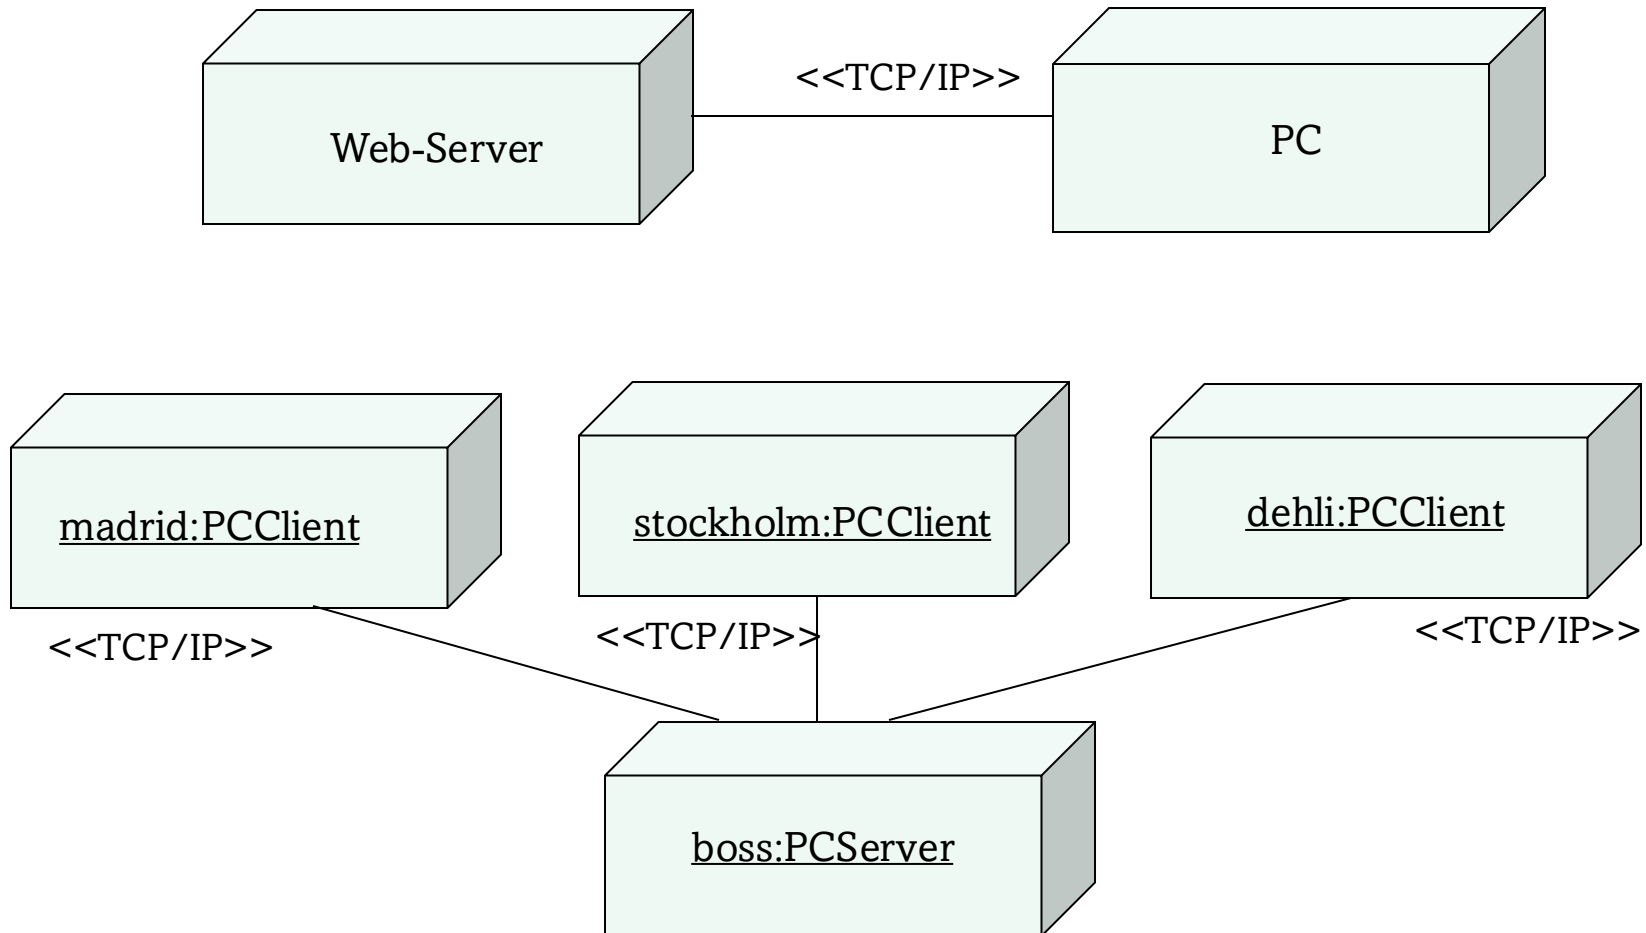 <<TCP/IP>>
Web-Server
PC
madrid:PCClient
stockholm:PCClient
dehli:PCClient
<<TCP/IP>>
<<TCP/IP>>
<<TCP/IP>>
boss:PCServer